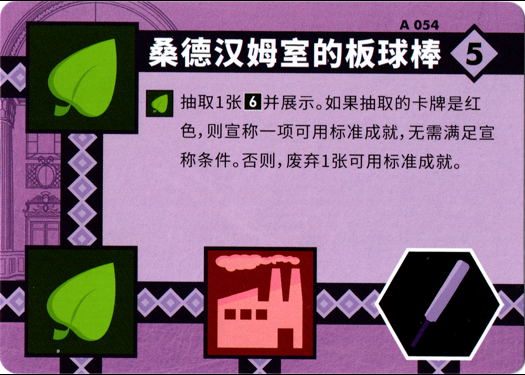 A 054
桑德汉姆室的板球棒 5
抽取1张6并展示。如果抽取的卡牌是红
色，则宣称一项可用标准成就，无需满足宣
称条件。否则，废弃1张可用标准成就。